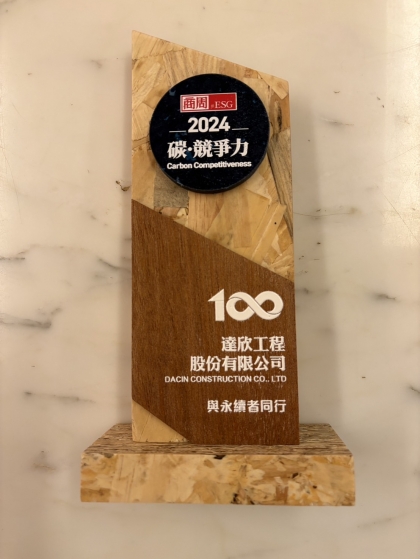 商周 ESG
2024
碳·競爭力
Carbon Competitiveness
100
達欣工程
股份有限公司
DACIN CONSTRUCTION CO., LTD
與永續者同行